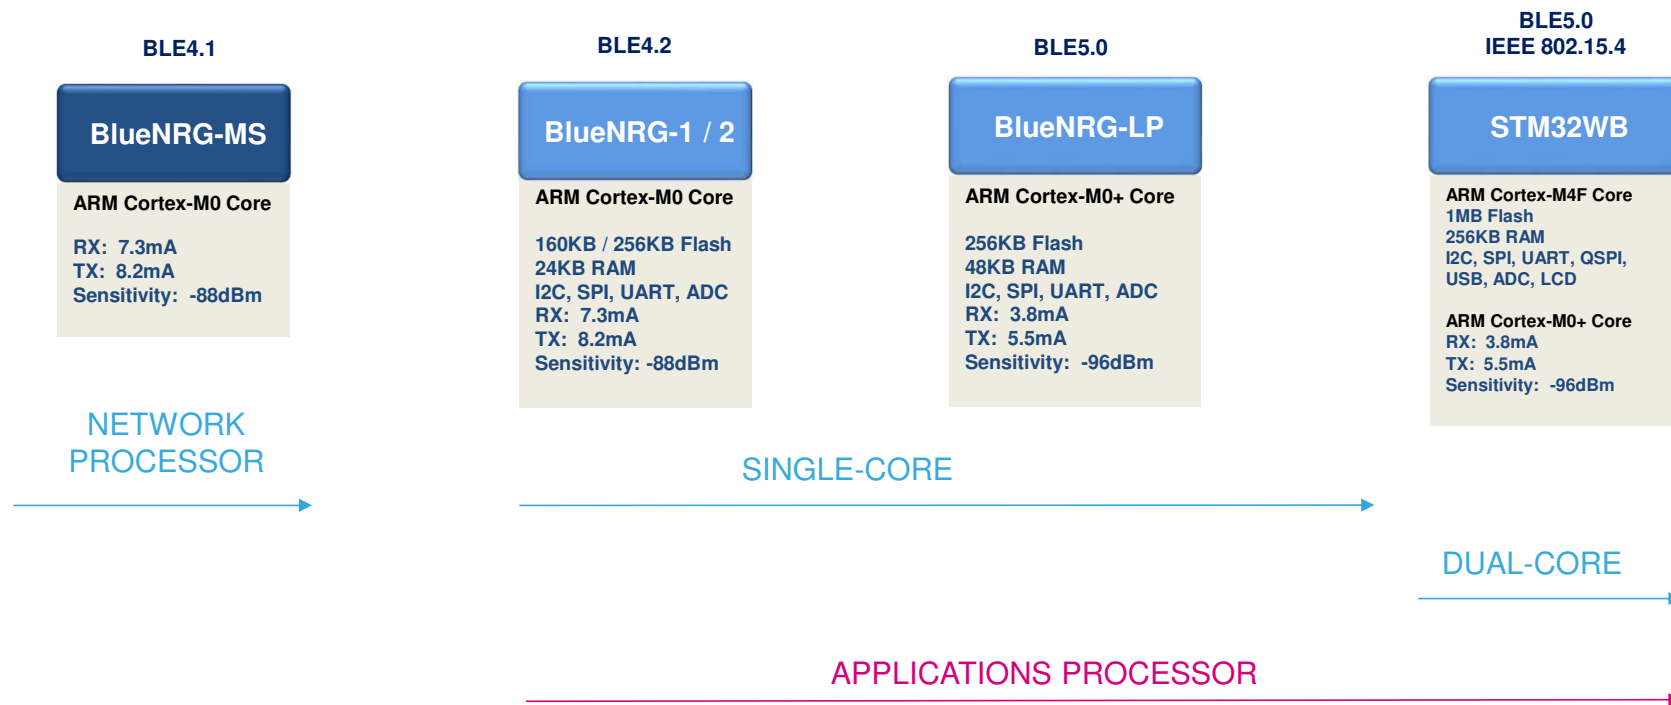 BLE4.1
BlueNRG-MS
ARM Cortex-M0 Core
RX: 7.3mA
TX: 8.2mA
Sensitivity: -88dBm
NETWORK
PROCESSOR
BLE4.2
BlueNRG-1 / 2
ARM Cortex-M0 Core
160KB / 256KB Flash
24KB RAM
I2C, SPI, UART, ADC
RX: 7.3mA
TX: 8.2mA
Sensitivity: -88dBm
BLE5.0
BlueNRG-LP
ARM Cortex-M0+ Core
256KB Flash
48KB RAM
I2C, SPI, UART, ADC
RX: 3.8mA
TX: 5.5mA
Sensitivity: -96dBm
SINGLE-CORE
BLE5.0
IEEE 802.15.4
STM32WB
ARM Cortex-M4F Core
1MB Flash
256KB RAM
I2C, SPI, UART, QSPI,
USB, ADC, LCD
ARM Cortex-M0+ Core
RX: 3.8mA
TX: 5.5mA
Sensitivity: -96dBm
DUAL-CORE
APPLICATIONS PROCESSOR